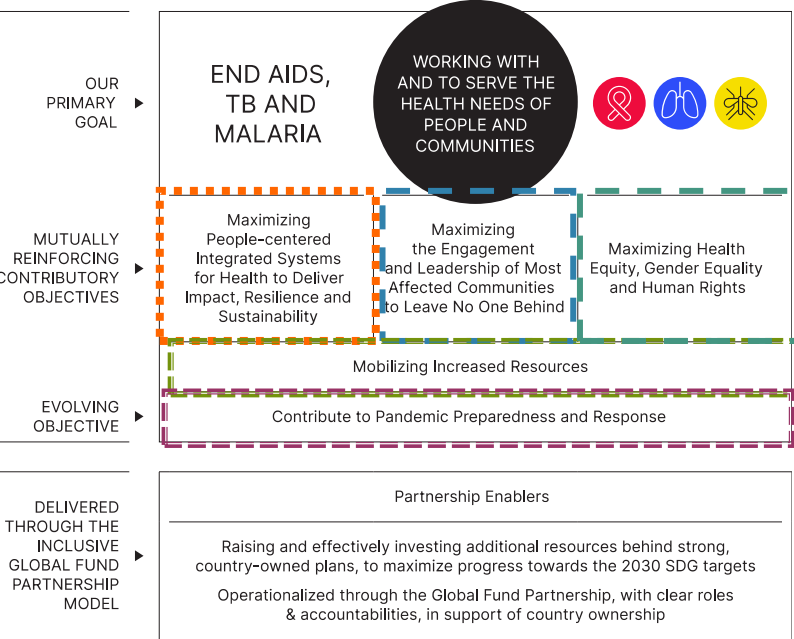 OUR
PRIMARY
GOAL
END AIDS,
TB AND
MALARIA
WORKING WITH
AND TO SERVE THE
HEALTH NEEDS OF
PEOPLE AND
COMMUNITIES
MUTUALLY
REINFORCING
CONTRIBUTORY
OBJECTIVES
Maximizing
People-centered
Integrated Systems
for Health to Deliver
Impact, Resilience and
Sustainability
Maximizing
the Engagement
and Leadership of Most
Affected Communities
to Leave No One Behind
Maximizing Health
Equity, Gender Equality
and Human Rights
Mobilizing Increased Resources
EVOLVING
OBJECTIVE
Contribute to Pandemic Preparedness and Response
DELIVERED
THROUGH THE
INCLUSIVE
GLOBAL FUND
PARTNERSHIP
MODEL
Partnership Enablers
Raising and effectively investing additional resources behind strong,
country-owned plans, to maximize progress towards the 2030 SDG targets
Operationalized through the Global Fund Partnership, with clear roles
& accountabilities, in support of country ownership